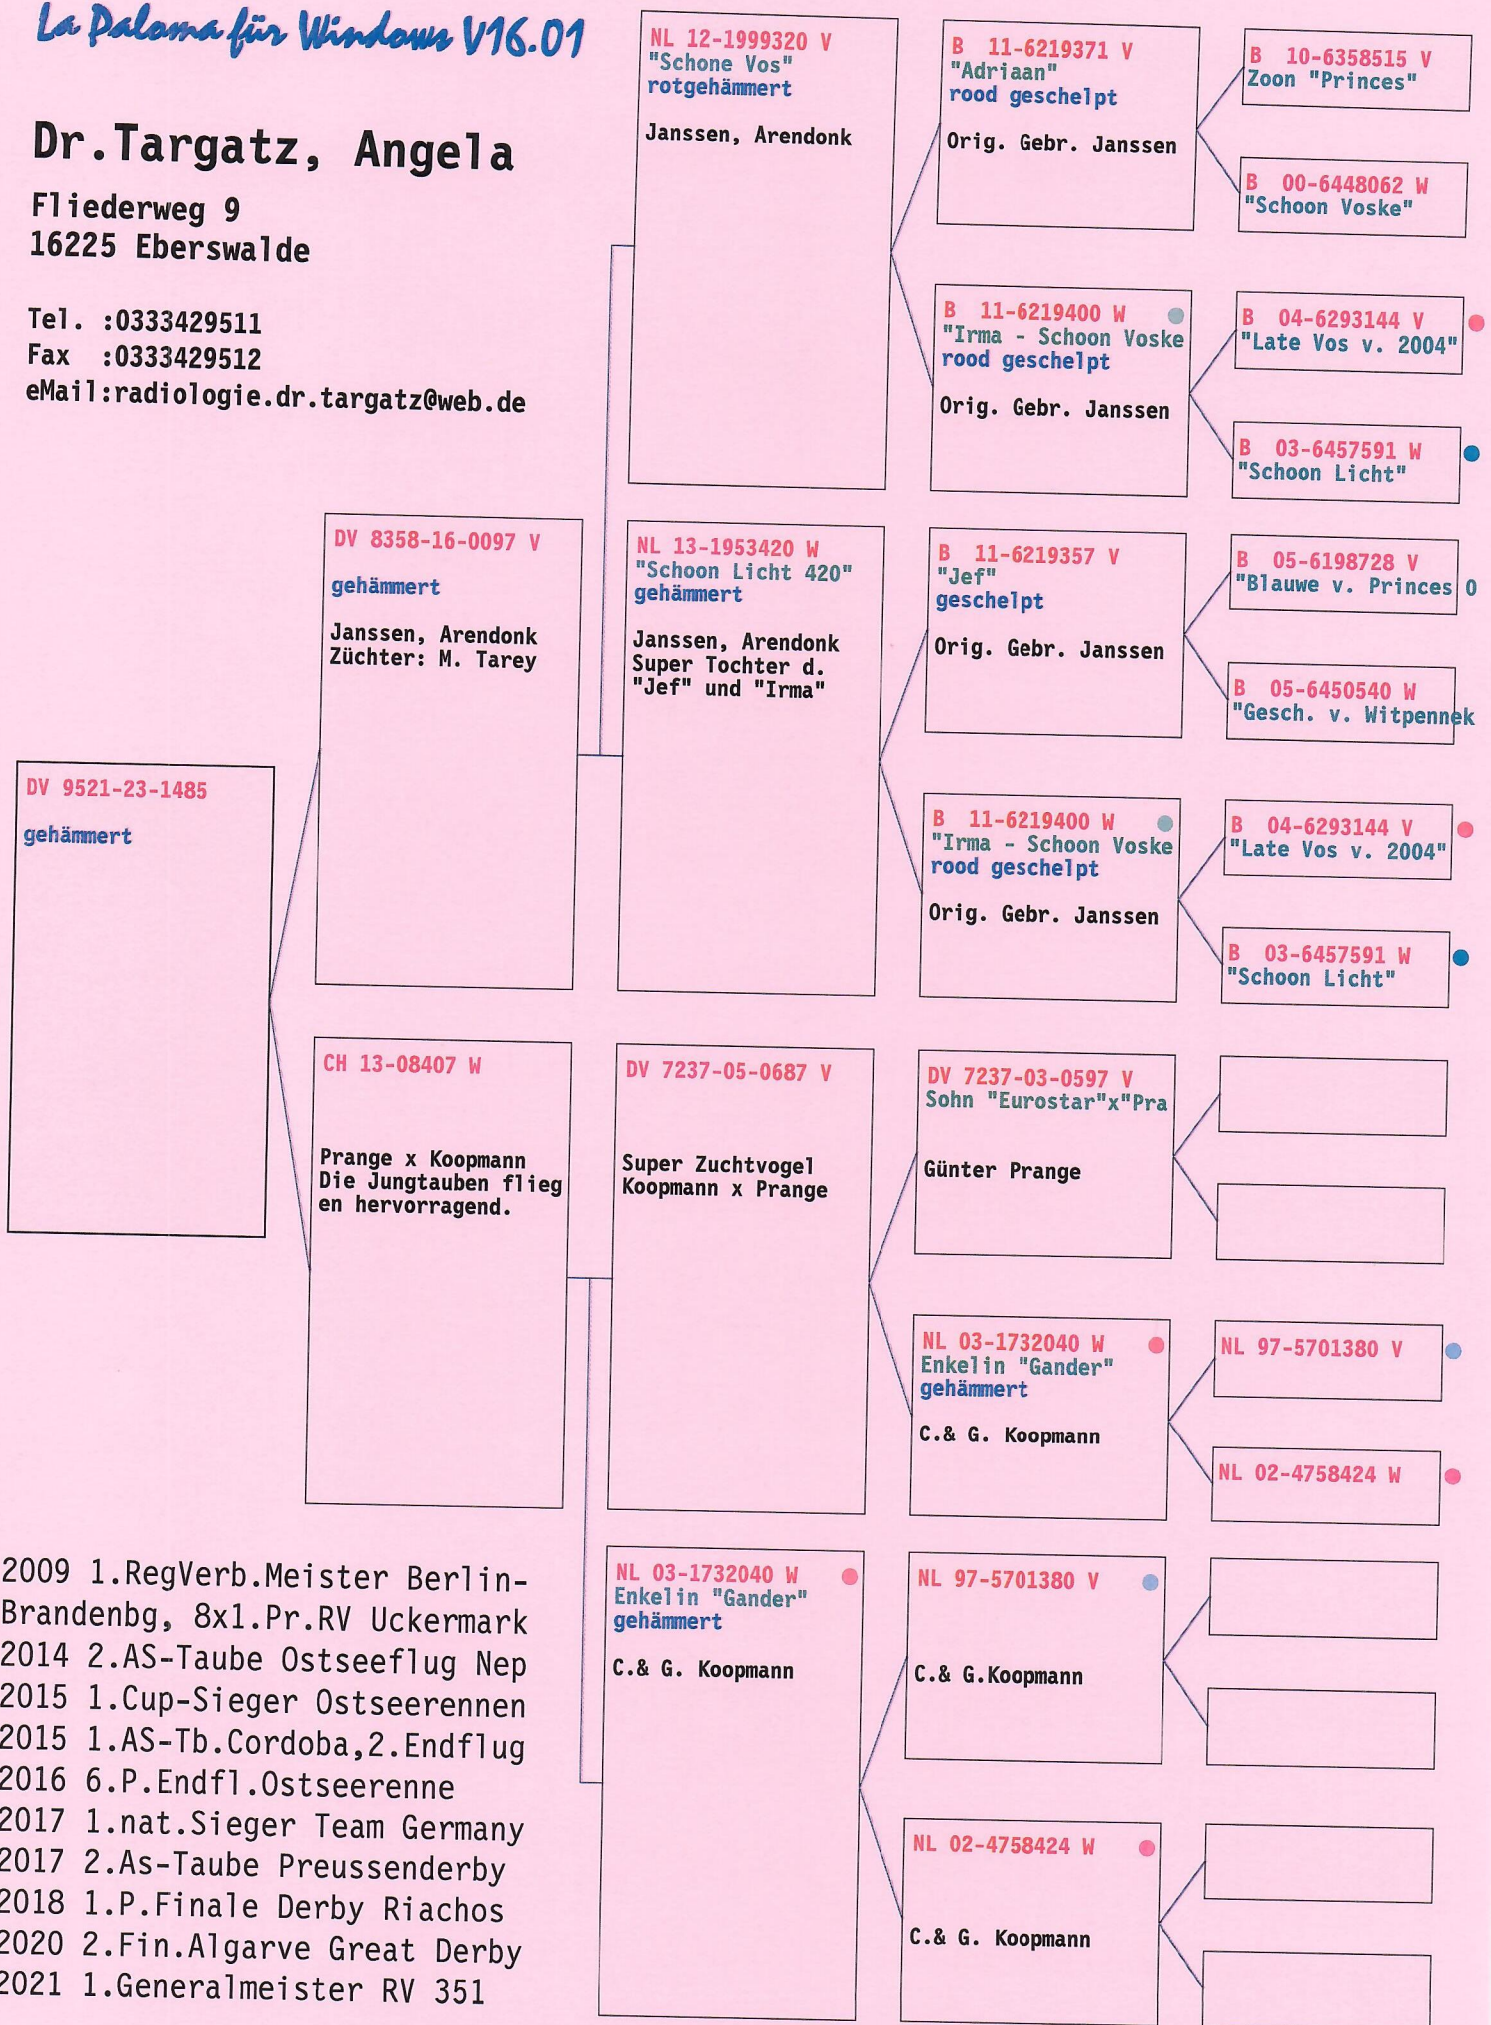 La Paloma für Windows V16.01
Dr.Targatz, Angela
Fliederweg 9
16225 Eberswalde
Tel. :0333429511
Fax  :0333429512
eMail:radiologie.dr.targatz@web.de
DV 9521-23-1485
gehämmert
DV 8358-16-0097 V
gehämmert
Janssen, Arendonk
Züchter: M. Tarey
CH 13-08407 W
Prange x Koopmann
Die Jungtauben flieg
en hervorragend.
NL 12-1999320 V
"Schone Vos"
rotgehämmert
Janssen, Arendonk
NL 13-1953420 W
"Schoon Licht 420"
gehämmert
Janssen, Arendonk
Super Tochter d.
"Jef" und "Irma"
DV 7237-05-0687 V
Super Zuchtvogel
Koopmann x Prange
NL 03-1732040 W
Enkelin "Gander"
gehämmert
C.& G. Koopmann
B  11-6219371 V
"Adriaan"
rood geschelpt
Orig. Gebr. Janssen
B  11-6219400 W
"Irma - Schoon Voske
rood geschelpt
Orig. Gebr. Janssen
B  11-6219357 V
"Jef"
geschelpt
Orig. Gebr. Janssen
B  11-6219400 W
"Irma - Schoon Voske
rood geschelpt
Orig. Gebr. Janssen
DV 7237-03-0597 V
Sohn "Eurostar"x"Pra
Günter Prange
NL 03-1732040 W
Enkelin "Gander"
gehämmert
C.& G. Koopmann
NL 97-5701380 V
C.& G.Koopmann
NL 02-4758424 W
C.& G. Koopmann
B  10-6358515 V
Zoon "Princes"
B  00-6448062 W
"Schoon Voske"
B  04-6293144 V
"Late Vos v. 2004"
B  03-6457591 W
"Schoon Licht"
B  05-6198728 V
"Blauwe v. Princes 0
B  05-6450540 W
"Gesch. v. Witpennek
B  04-6293144 V
"Late Vos v. 2004"
B  03-6457591 W
"Schoon Licht"
NL 97-5701380 V
NL 02-4758424 W
2009 1.RegVerb.Meister Berlin-
Brandenbg, 8x1.Pr.RV Uckermark
2014 2.AS-Taube Ostseeflug Nep
2015 1.Cup-Sieger Ostseerennen
2015 1.AS-Tb.Cordoba,2.Endflug
2016 6.P.Endfl.Ostseerenne
2017 1.nat.Sieger Team Germany
2017 2.As-Taube Preussenderby
2018 1.P.Finale Derby Riachos
2020 2.Fin.Algarve Great Derby
2021 1.Generalmeister RV 351